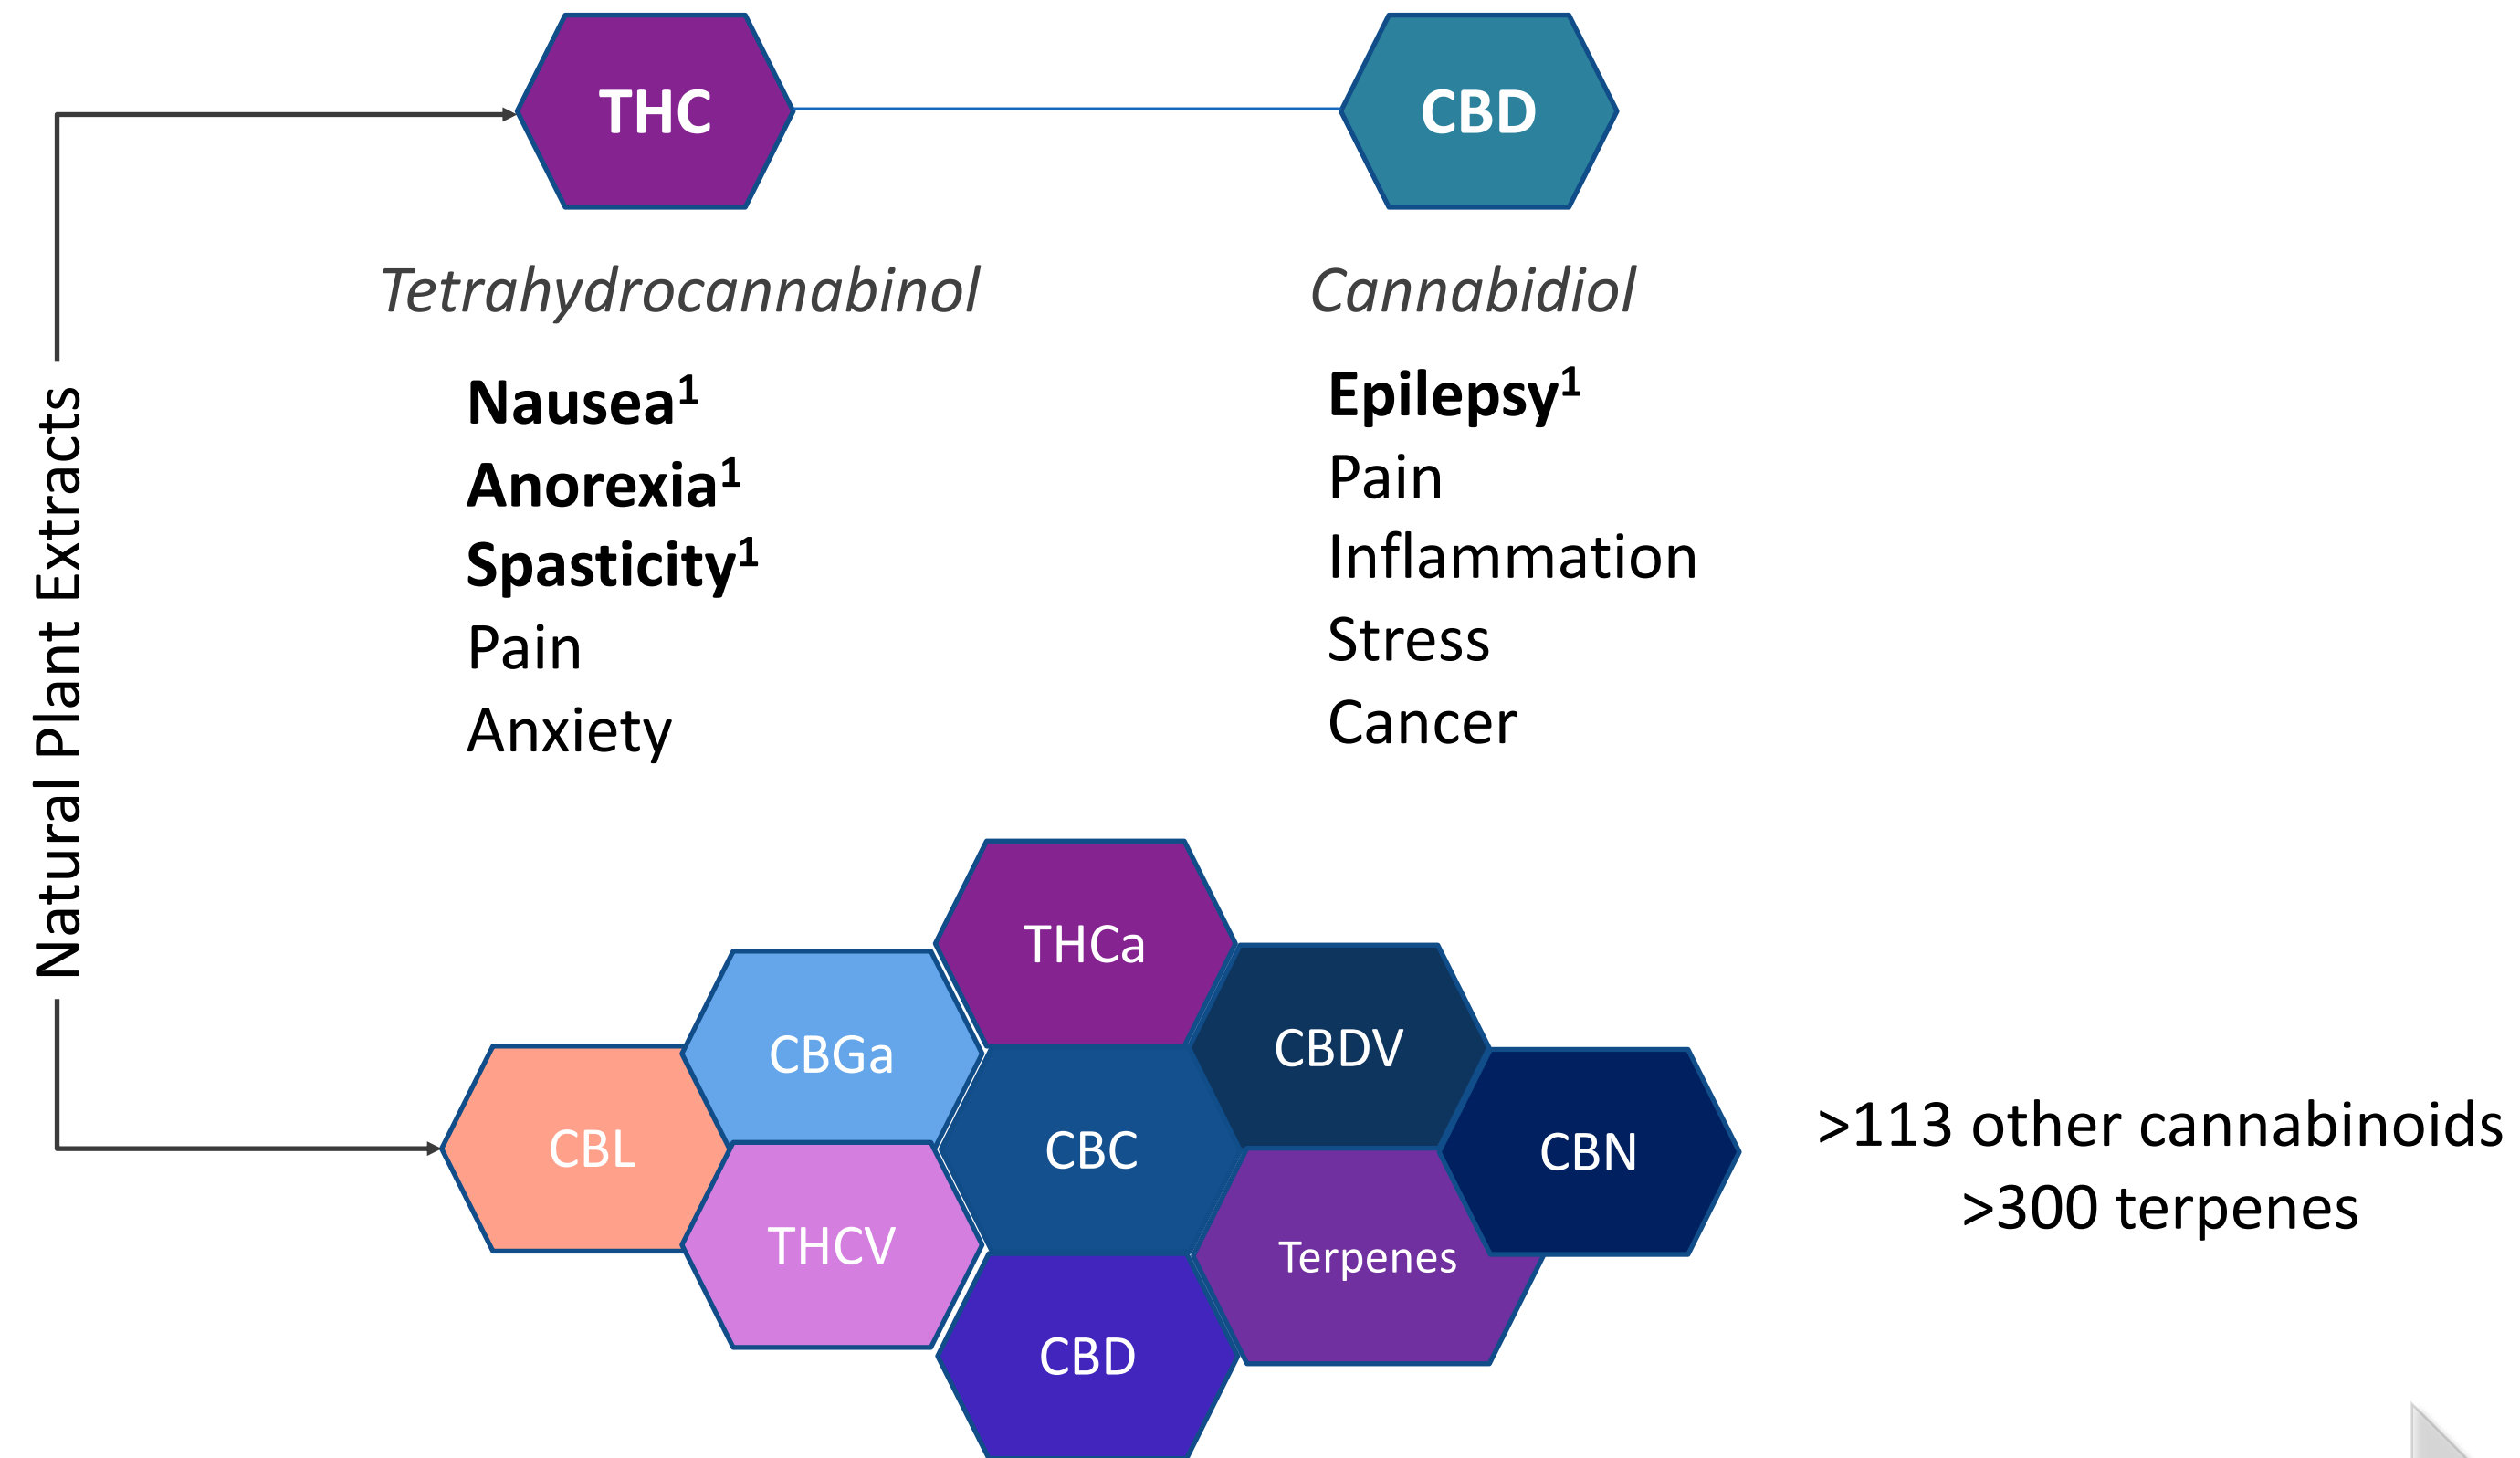 THC
CBD
Tetrahydrocannabinol
Cannabidiol
Nausea¹
Anorexia¹
Spasticity¹
Pain
Anxiety
Epilepsy¹
Pain
Inflammation
Stress
Cancer
Natural Plant Extracts
THCa
CBGa
CBDV
CBL
CBC
CBN
THCV
Terpenes
CBD
>113 other cannabinoids
>300 terpenes